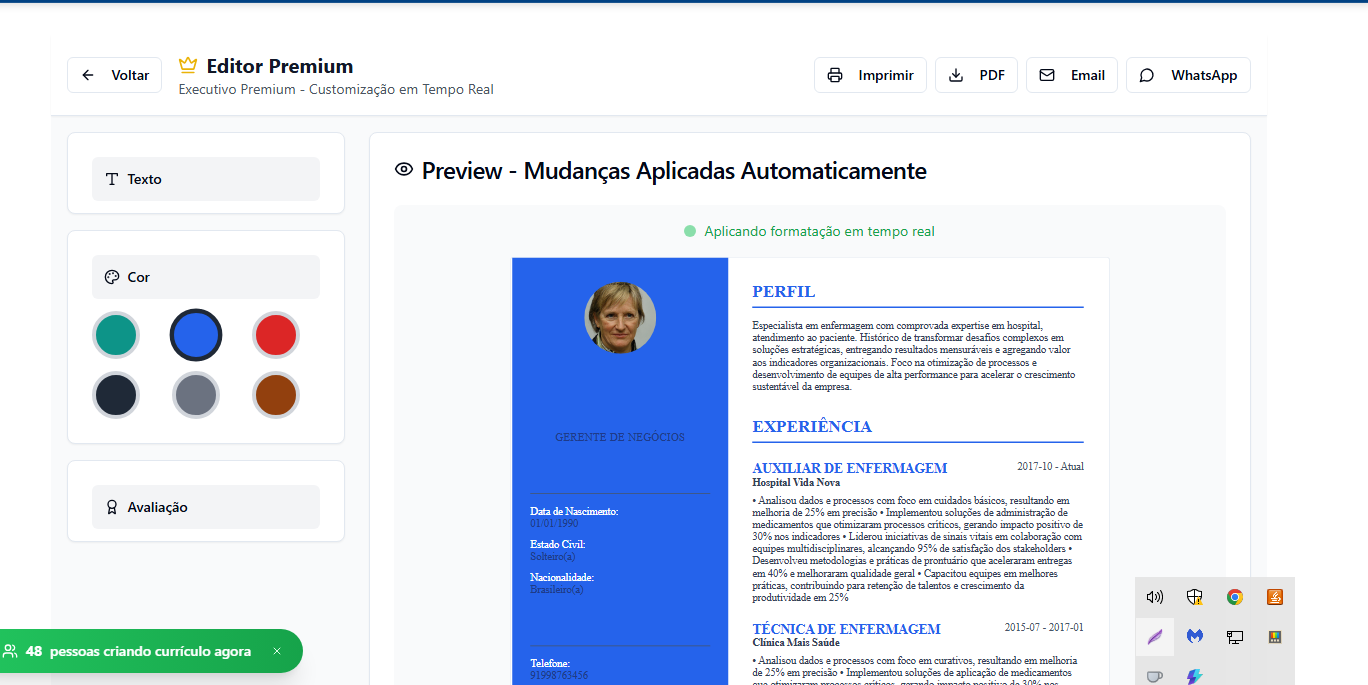 Voltar
Editor Premium
Executivo Premium - Customização em Tempo Real
Imprimir
PDF
Email
WhatsApp
Texto
Cor
Avaliação
Preview - Mudanças Aplicadas Automaticamente
Aplicando formatação em tempo real
GERENTE DE NEGÓCIOS
Data de Nascimento:
01/01/1990
Estado Civil:
Solteiro(a)
Nacionalidade:
Brasileiro(a)
Telefone:
91998763456
PERFIL
Especialista em enfermagem com comprovada expertise em hospital,
atendimento ao paciente. Histórico de transformar desafios complexos em
soluções estratégicas, entregando resultados mensuráveis e agregando valor
aos indicadores organizacionais. Foco na otimização de processos e
desenvolvimento de equipes de alta performance para acelerar o crescimento
sustentável da empresa.
EXPERIÊNCIA
AUXILIAR DE ENFERMAGEM
2017-10 - Atual
Hospital Vida Nova
• Analisou dados e processos com foco em cuidados básicos, resultando em
melhoria de 25% em precisão • Implementou soluções de administração de
medicamentos que otimizaram processos críticos, gerando impacto positivo de
30% nos indicadores • Liderou iniciativas de sinais vitais em colaboração com
equipes multidisciplinares, alcançando 95% de satisfação dos stakeholders •
Desenvolveu metodologias e práticas de prontuário que aceleraram entregas
em 40% e melhoraram qualidade geral • Capacitou equipes em melhores
práticas, contribuindo para retenção de talentos e crescimento da
produtividade em 25%
TÉCNICA DE ENFERMAGEM
2015-07 - 2017-01
Clínica Mais Saúde
• Analisou dados e processos com foco em curativos, resultando em melhoria
de 25% em precisão • Implementou soluções de aplicação de medicamentos
que otimizaram processos críticos, gerando impacto positivo de 30% nos
48 pessoas criando currículo agora